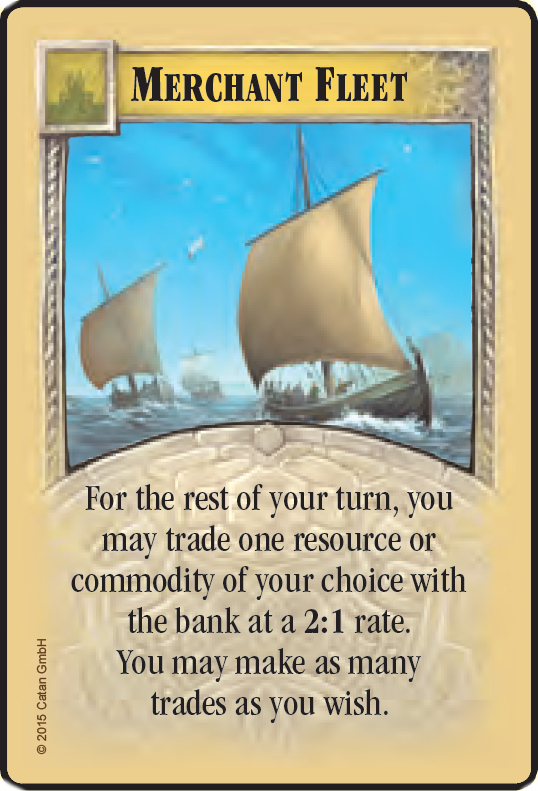 MERCHANT FLEET
For the rest of your turn, you
may trade one resource or
commodity of your choice with
the bank at a 2:1 rate.
You may make as many
trades as you wish.
© 2015 Catan GmbH